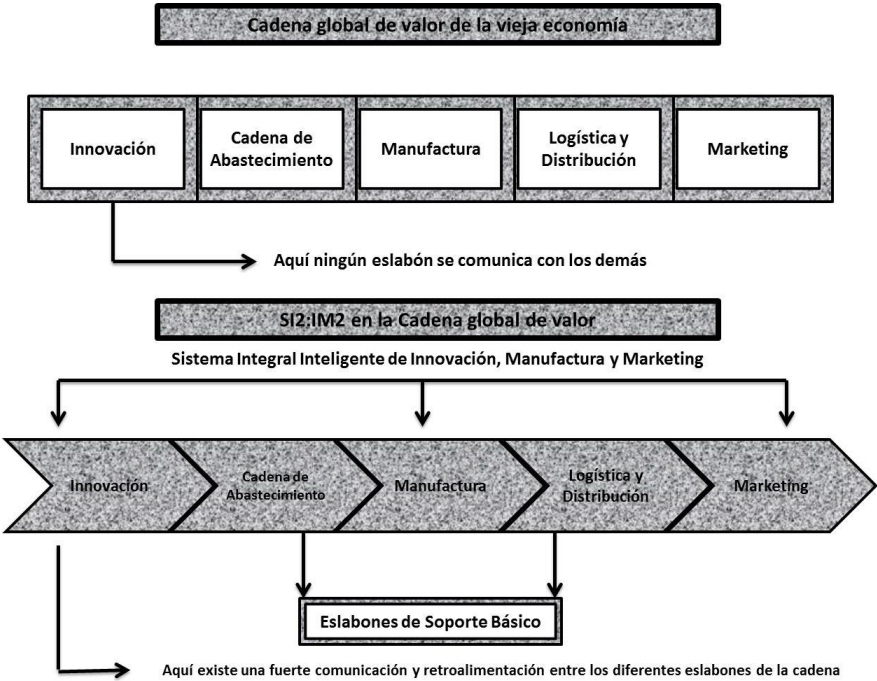 Cadena global de valor de la vieja economía
Innovación
Cadena de
Abastecimiento
Manufactura
Logística y
Distribución
Marketing
Aquí ningún eslabón se comunica con los demás
SI2:IM2 en la Cadena global de valor
Sistema Integral Inteligente de Innovación, Manufactura y Marketing
Innovación
Cadena de
Abastecimiento
Manufactura
Logística y
Distribución
Marketing
Eslabones de Soporte Básico
Aquí existe una fuerte comunicación y retroalimentación entre los diferentes eslabones de la cadena